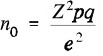 n₀ = Z²pq / e²